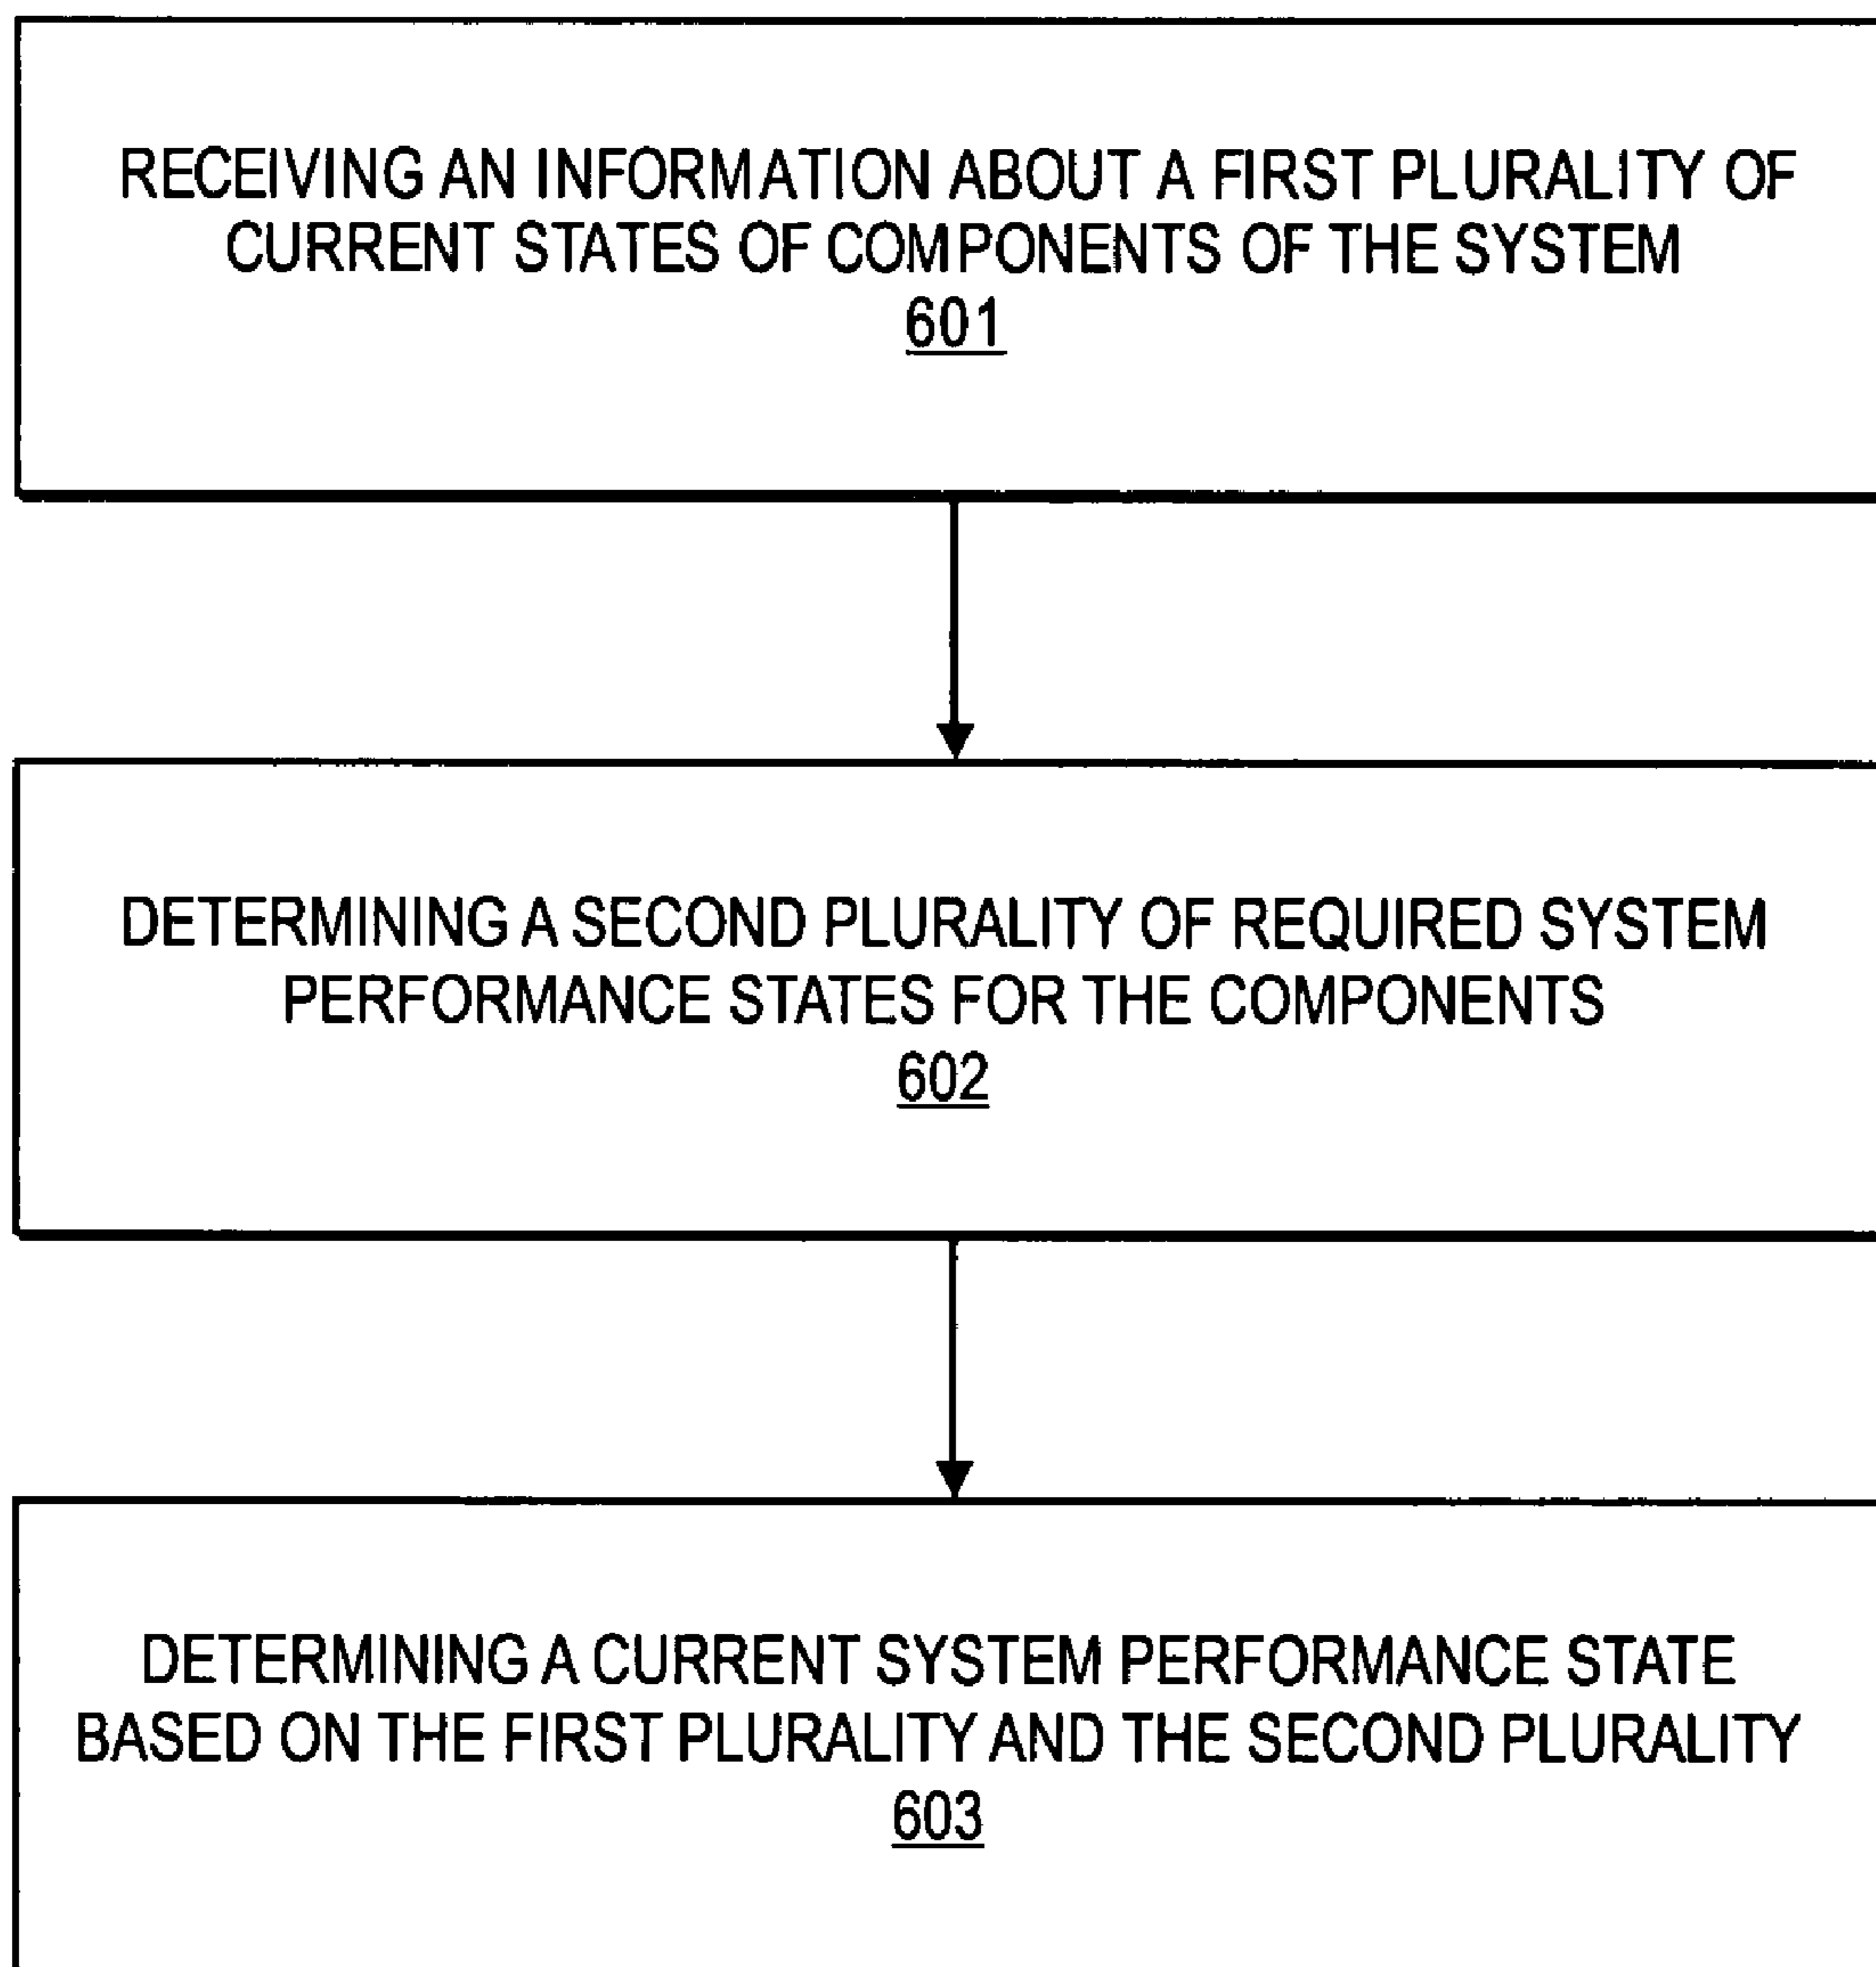 RECEIVING AN INFORMATION ABOUT A FIRST PLURALITY OF
CURRENT STATES OF COMPONENTS OF THE SYSTEM
601
DETERMINING A SECOND PLURALITY OF REQUIRED SYSTEM
PERFORMANCE STATES FOR THE COMPONENTS
602
DETERMINING A CURRENT SYSTEM PERFORMANCE STATE
BASED ON THE FIRST PLURALITY AND THE SECOND PLURALITY
603